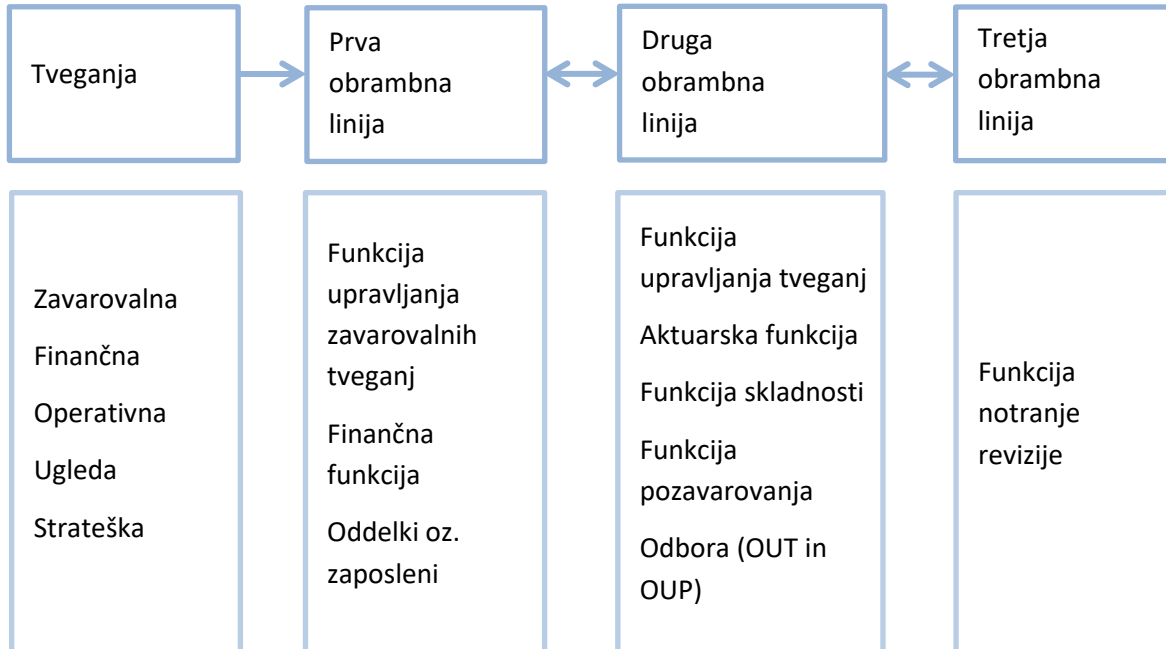 Tveganja
Prva
obrambna
linija
Druga
obrambna
linija
Tretja
obrambna
linija
Zavarovalna
Finančna
Operativna
Ugleda
Strateška
Funkcija
upravljanja
zavarovalnih
tveganj
Finančna
funkcija
Oddelki oz.
zaposleni
Funkcija
upravljanja tveganj
Aktuarska funkcija
Funkcija skladnosti
Funkcija
pozavarovanja
Odbora (OUT in
OUP)
Funkcija
notranje
revizije